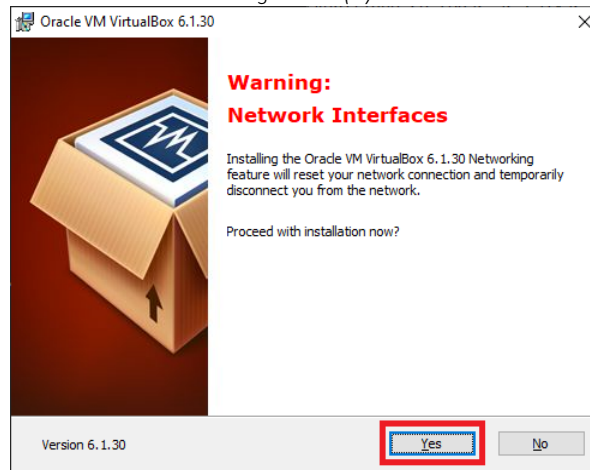 Oracle VM VirtualBox 6.1.30
Warning:
Network Interfaces
Installing the Oracle VM VirtualBox 6.1.30 Networking
feature will reset your network connection and temporarily
disconnect you from the network.
Proceed with installation now?
Version 6.1.30
Yes
No